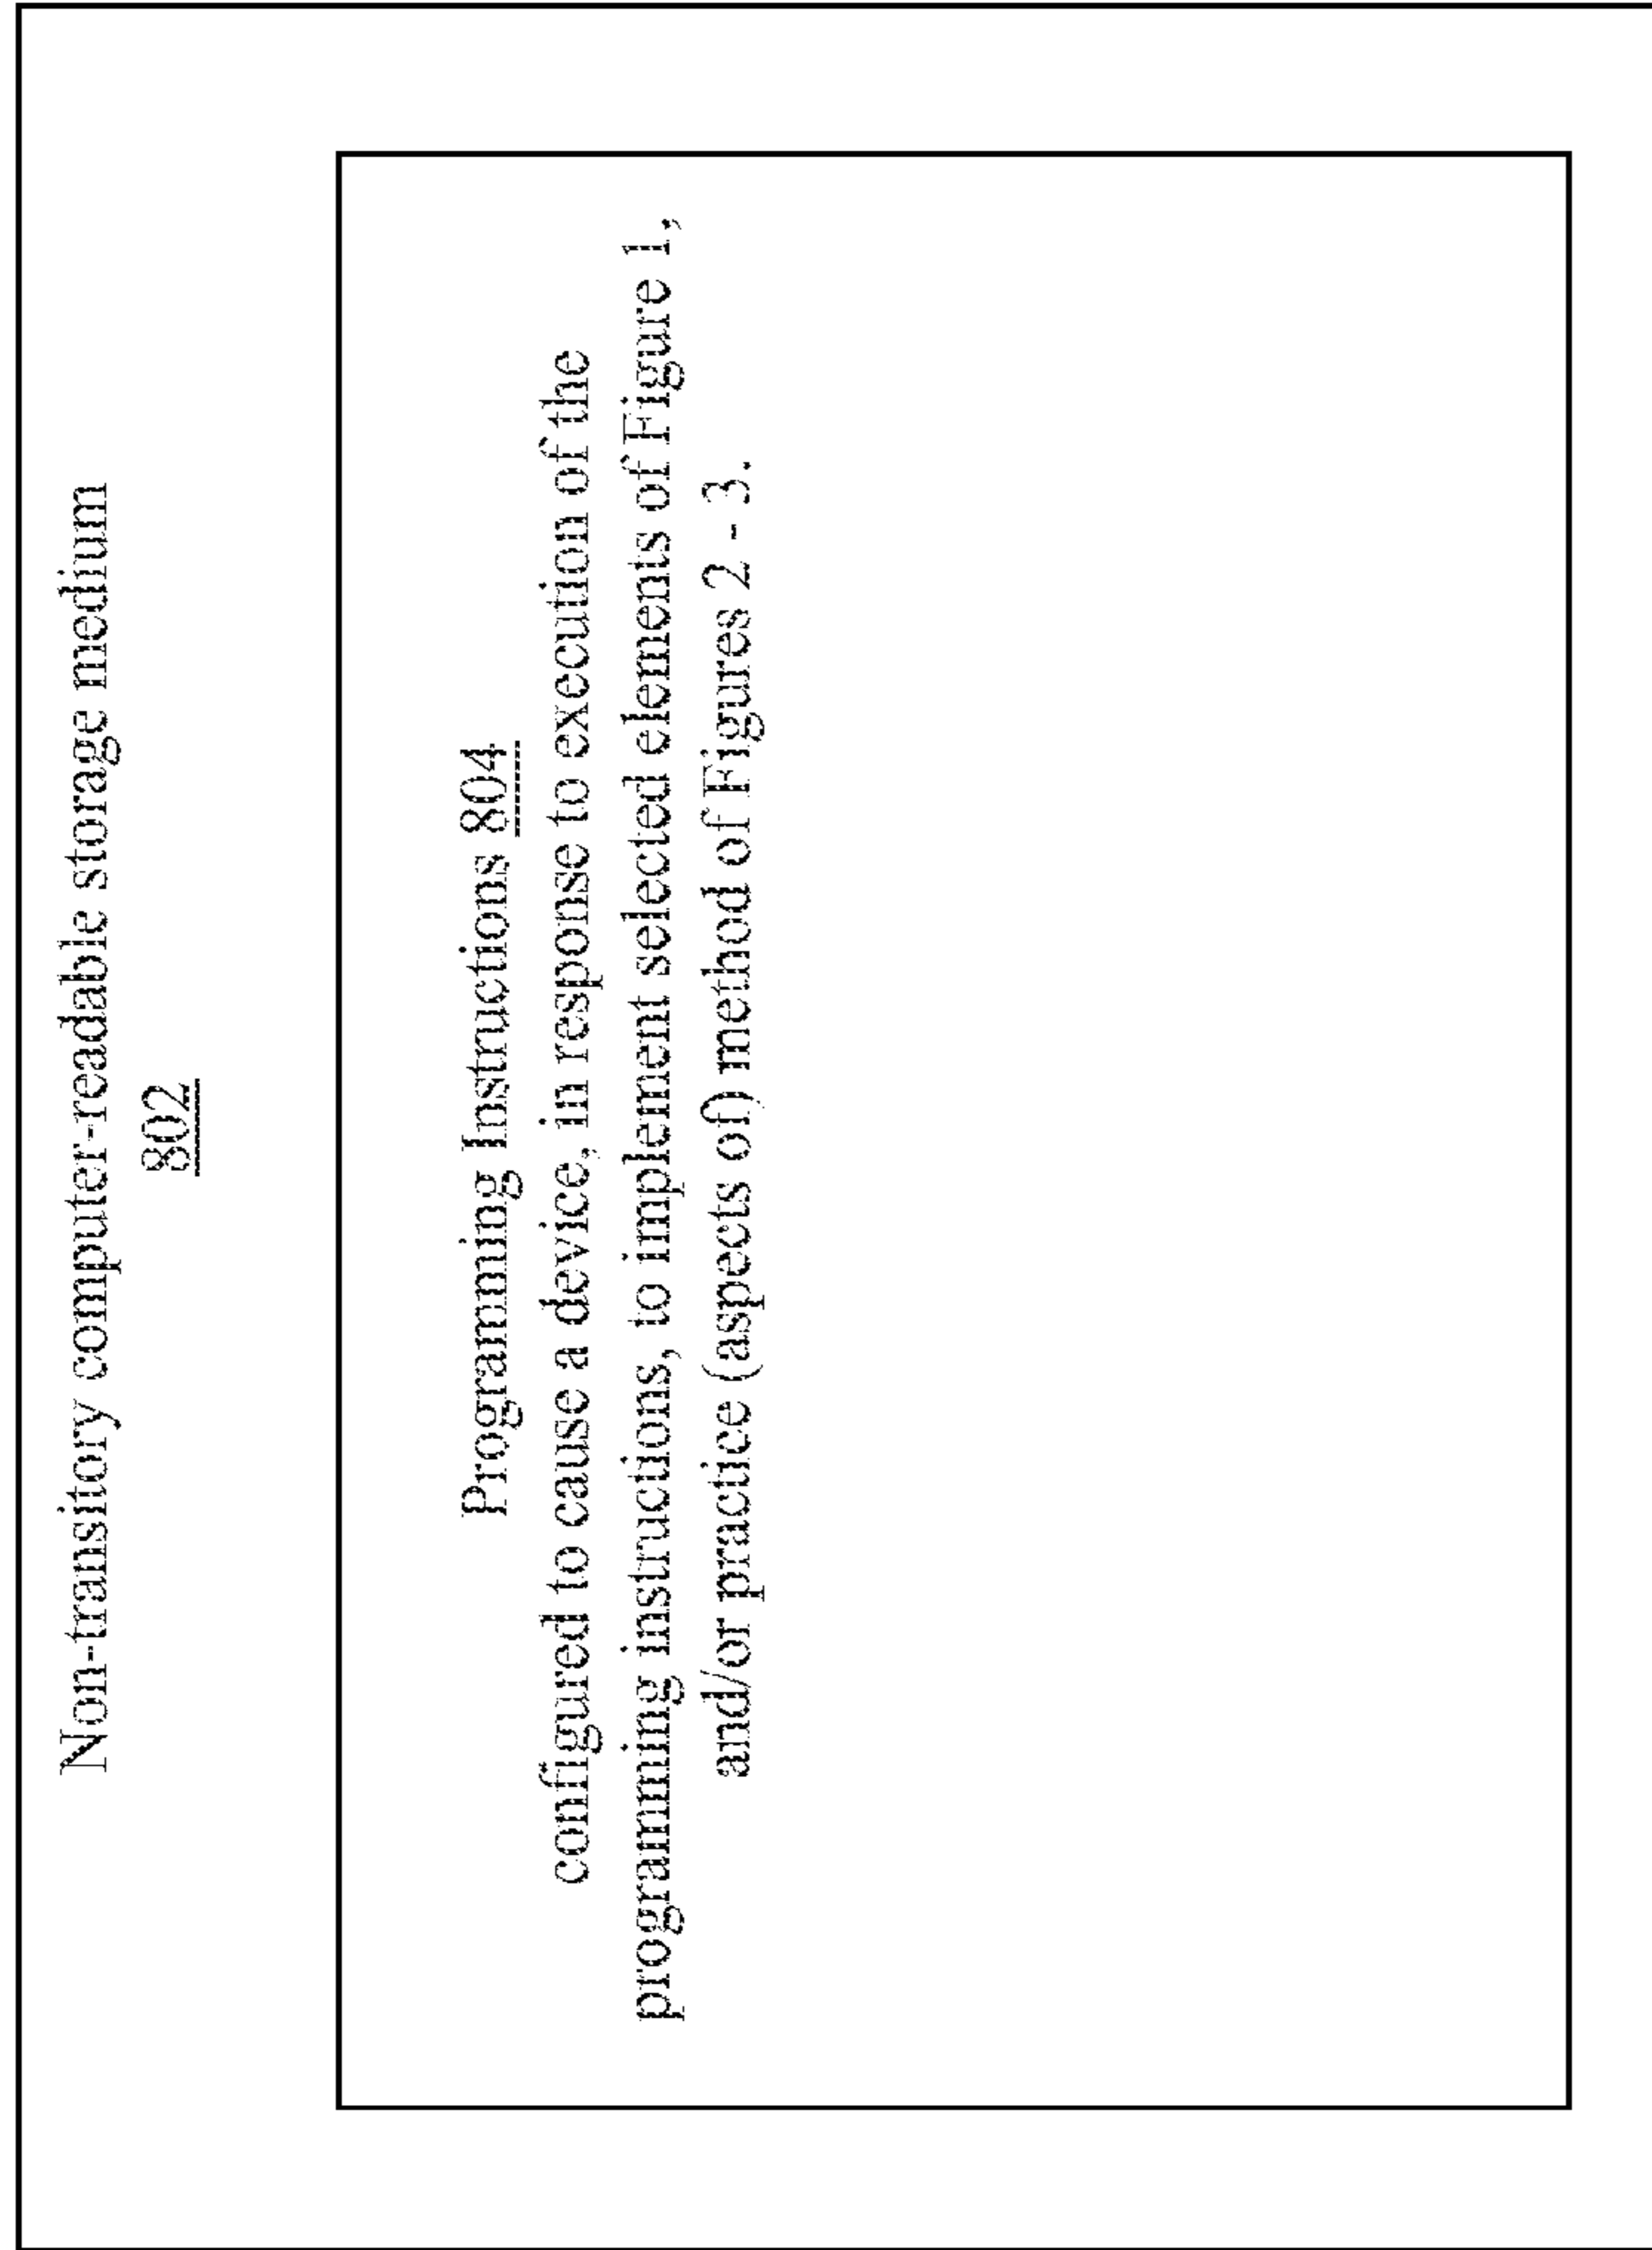 Non-transitory computer-readable storage medium
802
Programming Instructions 804
configured to cause a device, in response to execution of the
programming instructions, to implement selected elements of Figure 1,
and/or practice (aspects of) method of Figures 2 - 3.